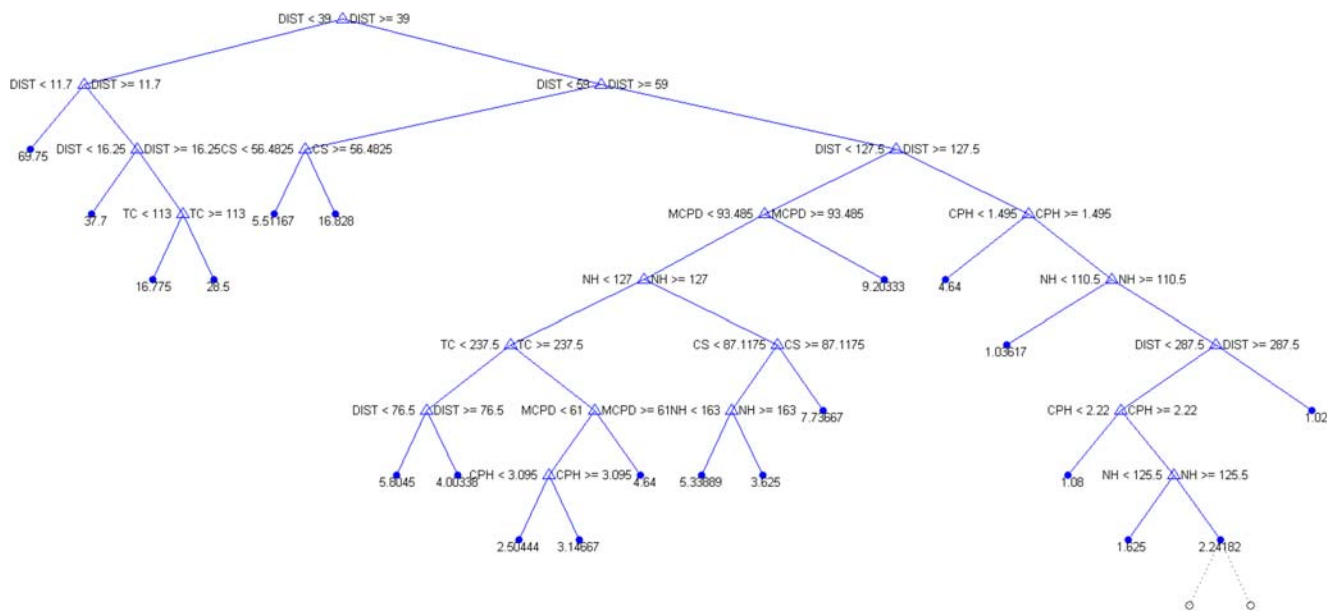 DIST < 39 DIST >= 39
DIST < 11.7 DIST >= 11.7 DIST < 59 DIST >= 59
69.75 DIST < 16.25 DIST >= 16.25 CS < 56.4825 CS >= 56.4825 DIST < 127.5 DIST >= 127.5
37.7 TC < 113 TC >= 113 5.51167 16.828 MCPD < 93.485 MCPD >= 93.485 CPH < 1.495 CPH >= 1.495
16.775 28.5 NH < 127 NH >= 127 9.20333 4.64 NH < 110.5 NH >= 110.5
TC < 237.5 TC >= 237.5 CS < 87.1175 CS >= 87.1175 1.03617 DIST < 287.5 DIST >= 287.5
DIST < 76.5 DIST >= 76.5 MCPD < 61 MCPD >= 61 NH < 163 NH >= 163 7.73667 CPH < 2.22 CPH >= 2.22 1.02
5.8045 CPH < 3.095 CPH >= 3.095 4.64 5.33889 3.625 1.08 NH < 125.5 NH >= 125.5
2.50444 3.14667 1.625 2.24182